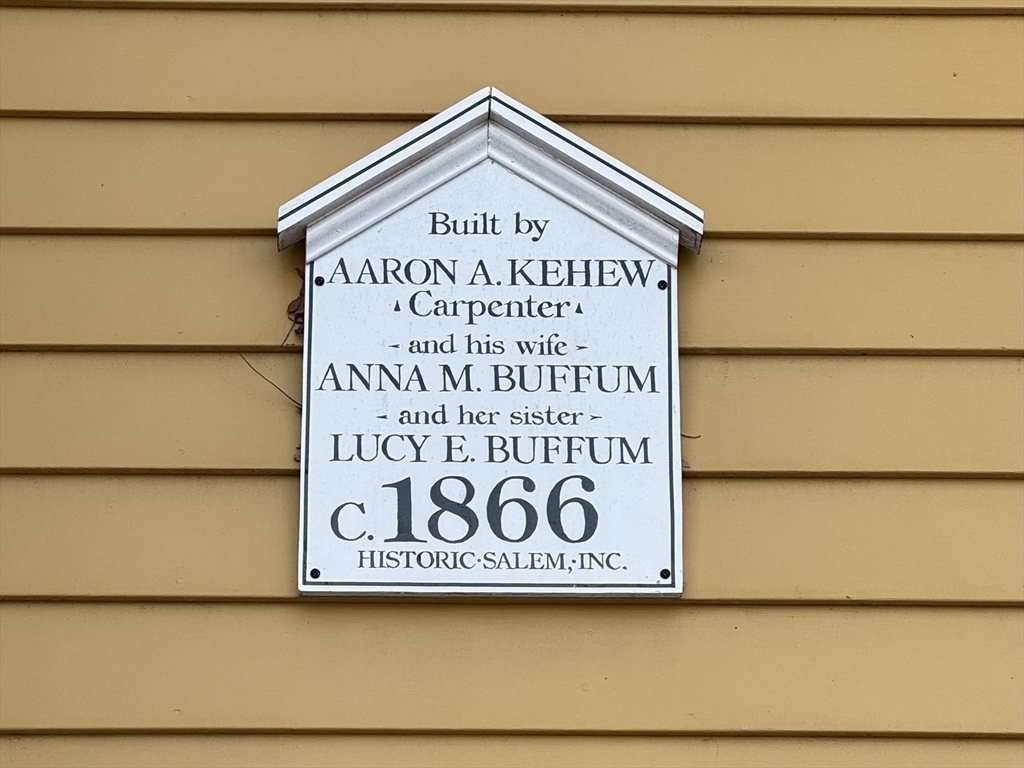 Built by
AARON A. KEHEW
Carpenter
- and his wife -
ANNA M. BUFFUM
- and her sister -
LUCY E. BUFFUM
C. 1866
HISTORIC·SALEM,·INC.